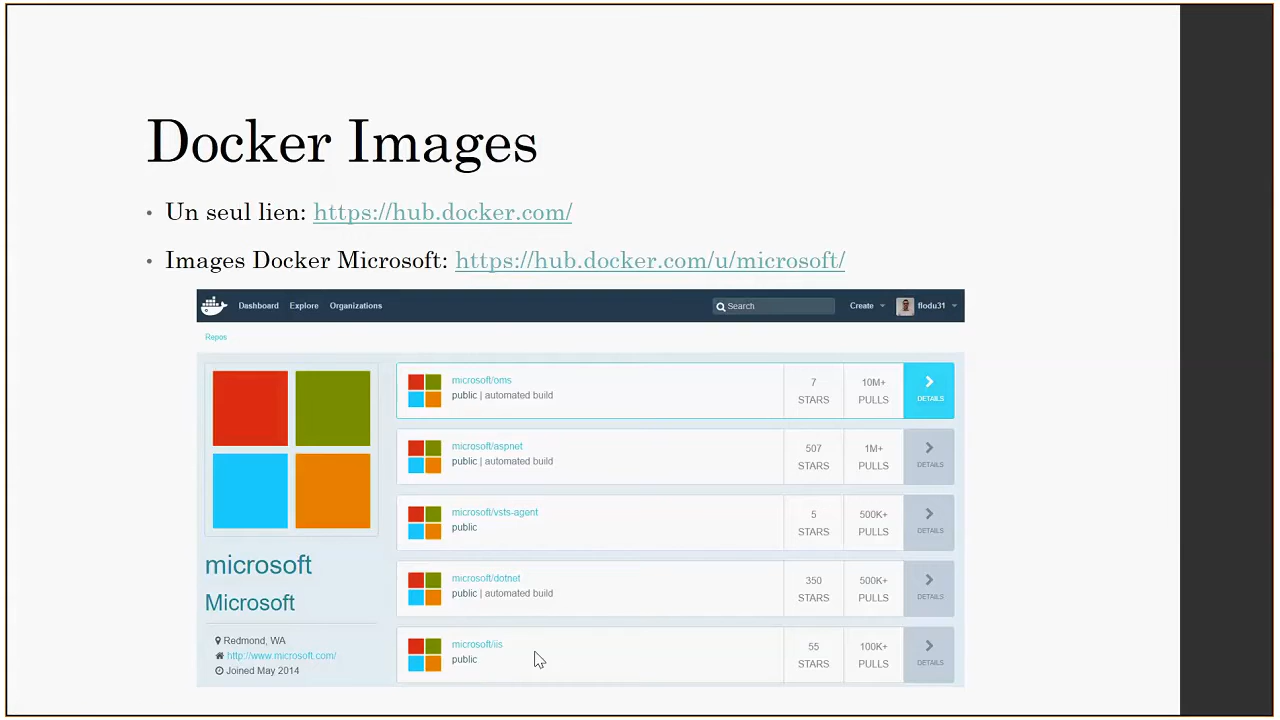 Docker Images
• Un seul lien: https://hub.docker.com/
• Images Docker Microsoft: https://hub.docker.com/u/microsoft/
Dashboard Explore Organizations Search Create flodu31
Repos
microsoft/oms
public | automated build
7 STARS
10M+ PULLS
DETAILS
microsoft/aspnet
public | automated build
507 STARS
1M+ PULLS
DETAILS
microsoft/vsts-agent
public
5 STARS
500K+ PULLS
DETAILS
microsoft/dotnet
public | automated build
350 STARS
500K+ PULLS
DETAILS
microsoft/iis
public
55 STARS
100K+ PULLS
DETAILS
microsoft
Microsoft
Redmond, WA
http://www.microsoft.com/
Joined May 2014